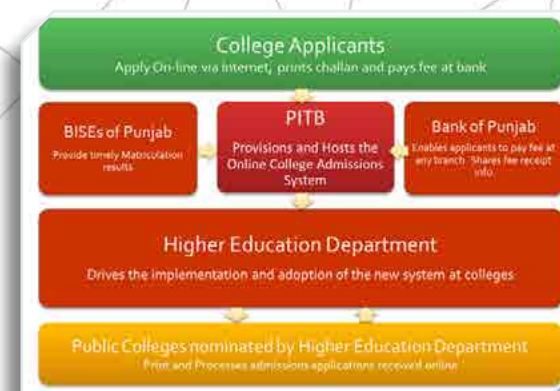 College Applicants
Apply On-line via internet, prints challan and pays fee at bank
BISEs of Punjab
Provide timely Matriculation
results
PITB
Provisions and Hosts the
Online College Admissions
System
Bank of Punjab
Enables applicants to pay fee at
any branch. Shares fee receipt
info.
Higher Education Department
Drives the implementation and adoption of the new system at colleges
Public Colleges nominated by Higher Education Department
Print and Processes admissions applications received online